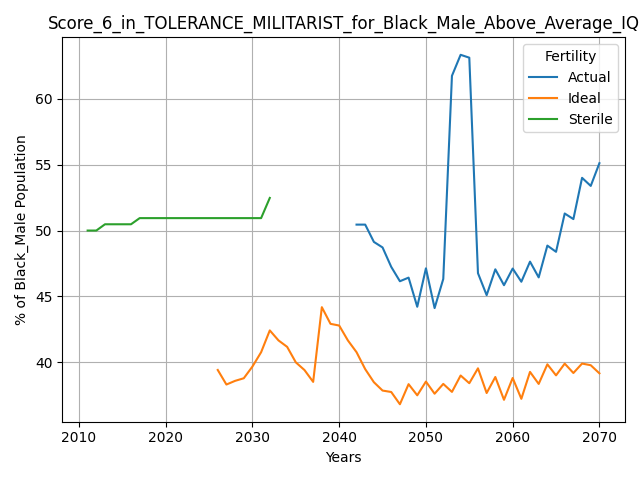 Score_6_in_TOLERANCE_MILITARIST_for_Black_Male_Above_Average_IQ
Fertility
Actual
Ideal
Sterile
% of Black_Male Population
60
55
50
45
40
2010 2020 2030 2040 2050 2060 2070
Years